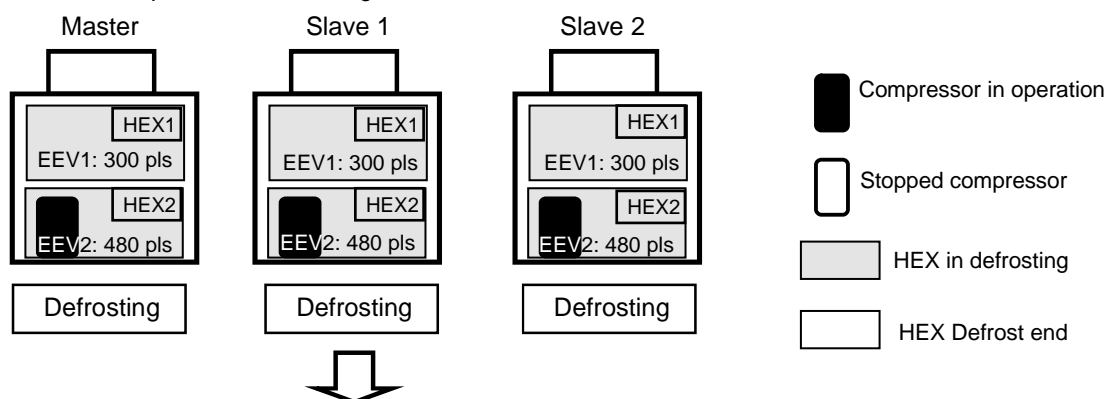 Master
Slave 1
Slave 2
HEX1
EEV1: 300 pls
HEX2
EEV2: 480 pls
Defrosting
HEX1
EEV1: 300 pls
HEX2
EEV2: 480 pls
Defrosting
HEX1
EEV1: 300 pls
HEX2
EEV2: 480 pls
Defrosting
Compressor in operation
Stopped compressor
HEX in defrosting
HEX Defrost end